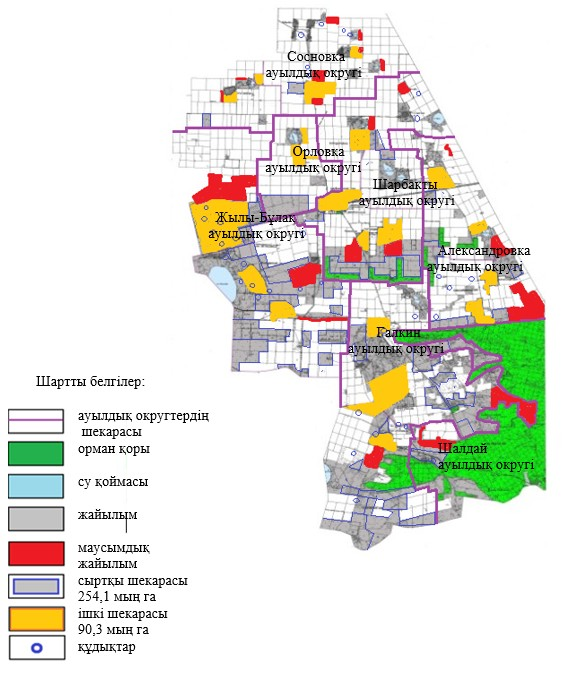 Сосновка
ауылдық округі
Орловка
ауылдық округі
Шарбакты
ауылдық округі
Жылы-Бұлақ
ауылдық округі
Александровка
ауылдық округі
Галкин
ауылдық округі
Шалдай
ауылдық округі
Шартты белгілер:
ауылдық округтердің
шекарасы
орман қоры
су қоймасы
жайылым
маусымдық
жайылым
сыртқы шекарасы
254,1 мың га
ішкі шекарасы
90,3 мың га
құдықтар